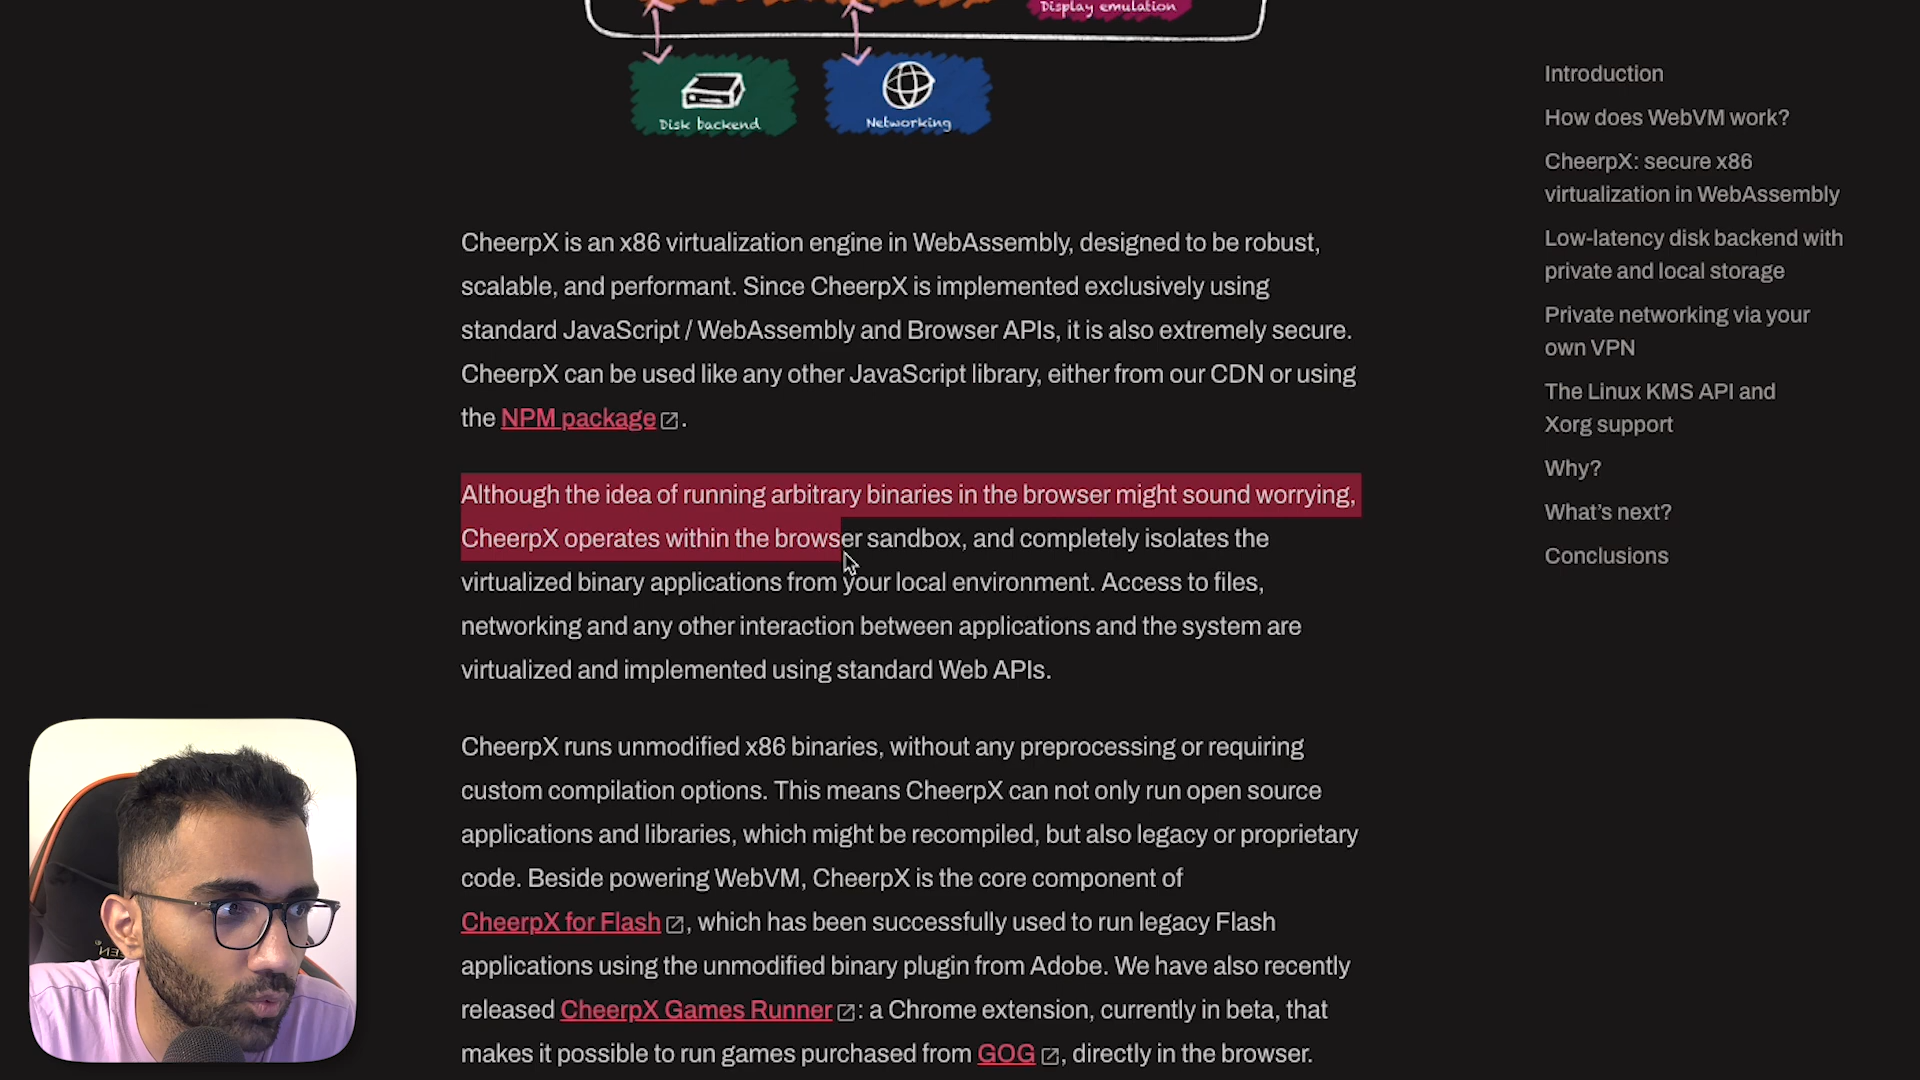 Display emulation
Disk backend
Networking
CheerpX is an x86 virtualization engine in WebAssembly, designed to be robust,
scalable, and performant. Since CheerpX is implemented exclusively using
standard JavaScript / WebAssembly and Browser APIs, it is also extremely secure.
CheerpX can be used like any other JavaScript library, either from our CDN or using
the NPM package.
Although the idea of running arbitrary binaries in the browser might sound worrying,
CheerpX operates within the browser sandbox, and completely isolates the
virtualized binary applications from your local environment. Access to files,
networking and any other interaction between applications and the system are
virtualized and implemented using standard Web APIs.
CheerpX runs unmodified x86 binaries, without any preprocessing or requiring
custom compilation options. This means CheerpX can not only run open source
applications and libraries, which might be recompiled, but also legacy or proprietary
code. Beside powering WebVM, CheerpX is the core component of
CheerpX for Flash, which has been successfully used to run legacy Flash
applications using the unmodified binary plugin from Adobe. We have also recently
released CheerpX Games Runner: a Chrome extension, currently in beta, that
makes it possible to run games purchased from GOG, directly in the browser.
Introduction
How does WebVM work?
CheerpX: secure x86
virtualization in WebAssembly
Low-latency disk backend with
private and local storage
Private networking via your
own VPN
The Linux KMS API and
Xorg support
Why?
What's next?
Conclusions